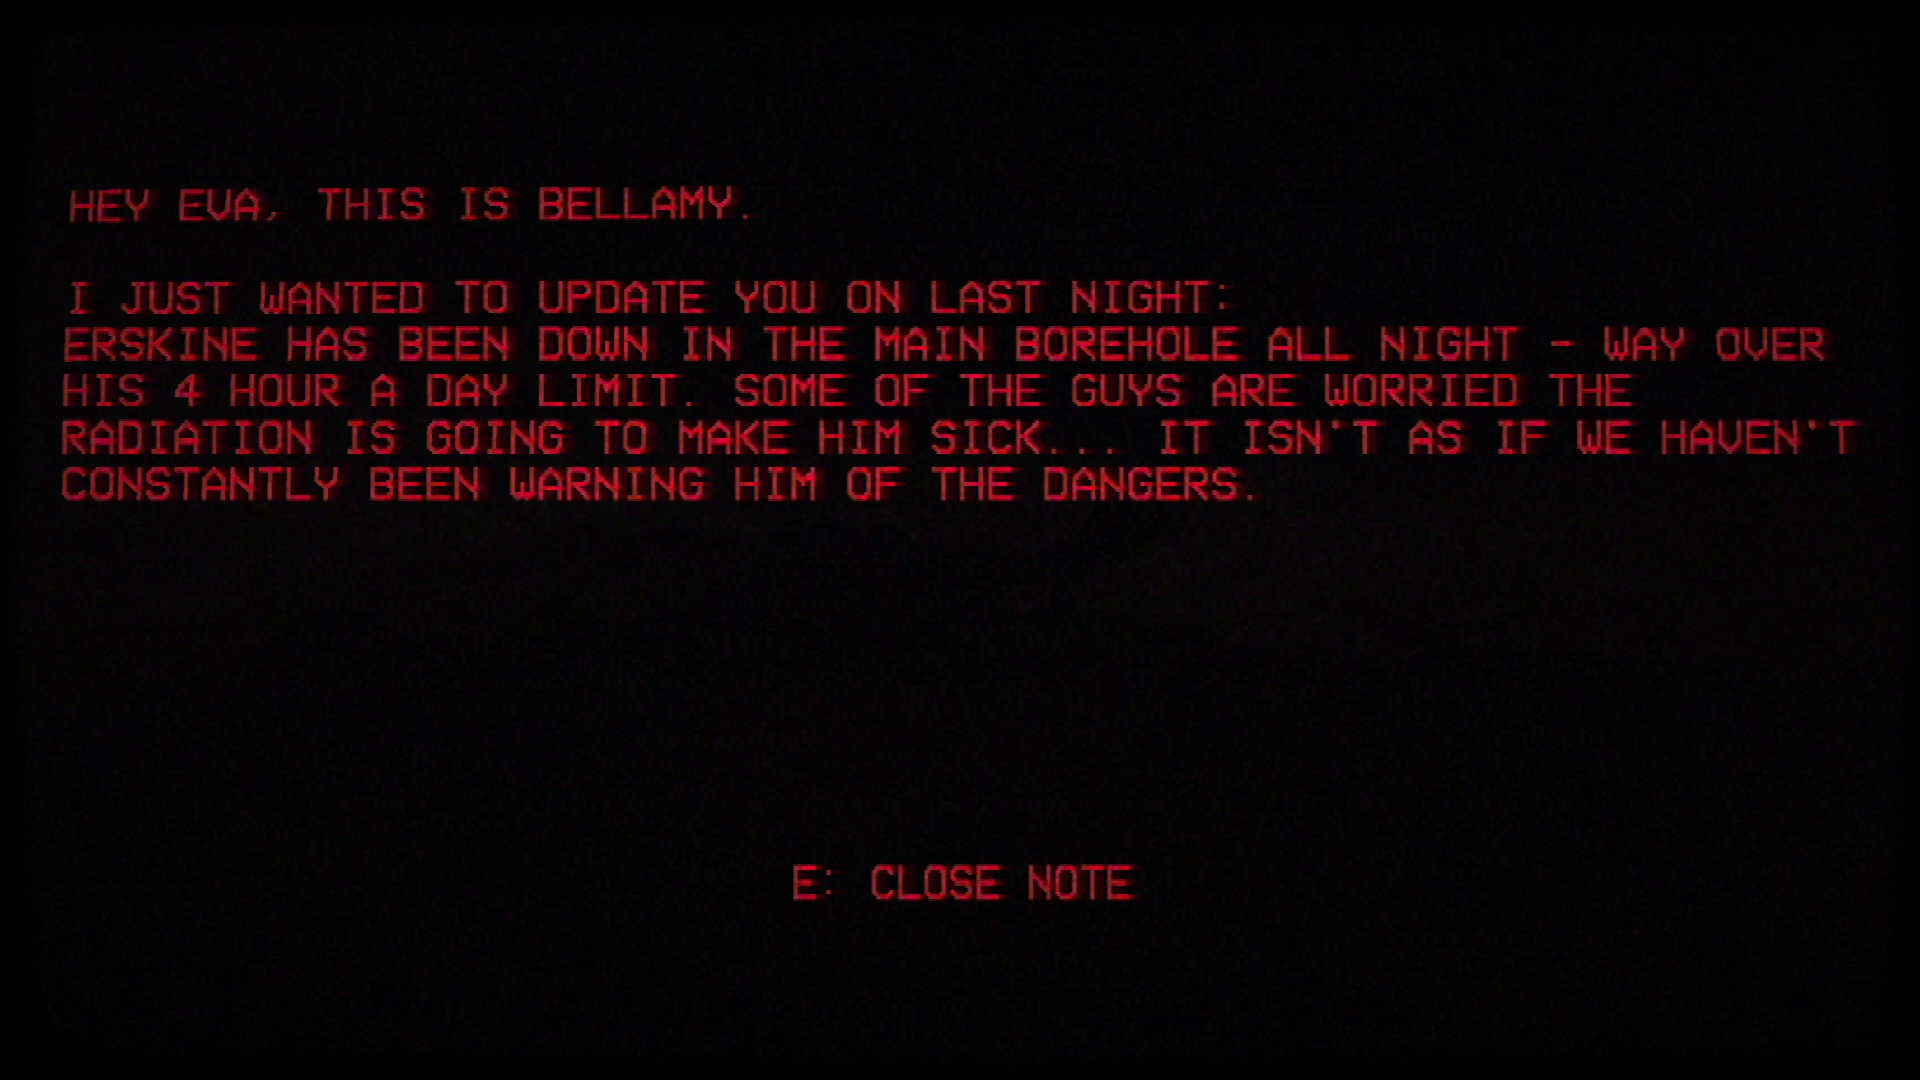 HEY EVA, THIS IS BELLAMY.
I JUST WANTED TO UPDATE YOU ON LAST NIGHT:
ERSKINE HAS BEEN DOWN IN THE MAIN BOREHOLE ALL NIGHT - WAY OVER
HIS 4 HOUR A DAY LIMIT. SOME OF THE GUYS ARE WORRIED THE
RADIATION IS GOING TO MAKE HIM SICK... IT ISN'T AS IF WE HAVEN'T
CONSTANTLY BEEN WARNING HIM OF THE DANGERS.
E: CLOSE NOTE